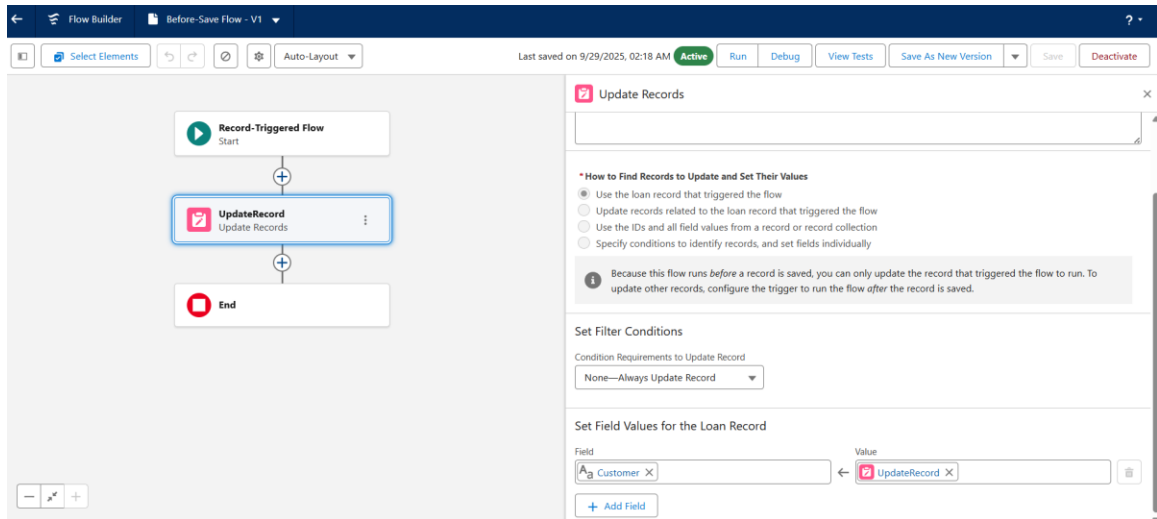 Flow Builder
Before-Save Flow - V1
?
Select Elements
Auto-Layout
Last saved on 9/29/2025, 02:18 AM
Active
Run
Debug
View Tests
Save As New Version
Save
Deactivate
Record-Triggered Flow
Start
UpdateRecord
Update Records
End
Update Records
* How to Find Records to Update and Set Their Values
Use the loan record that triggered the flow
Update records related to the loan record that triggered the flow
Use the IDs and all field values from a record or record collection
Specify conditions to identify records, and set fields individually
Because this flow runs before a record is saved, you can only update the record that triggered the flow to run. To
update other records, configure the trigger to run the flow after the record is saved.
Set Filter Conditions
Condition Requirements to Update Record
None—Always Update Record
Set Field Values for the Loan Record
Field
Aa Customer
Value
UpdateRecord
+ Add Field